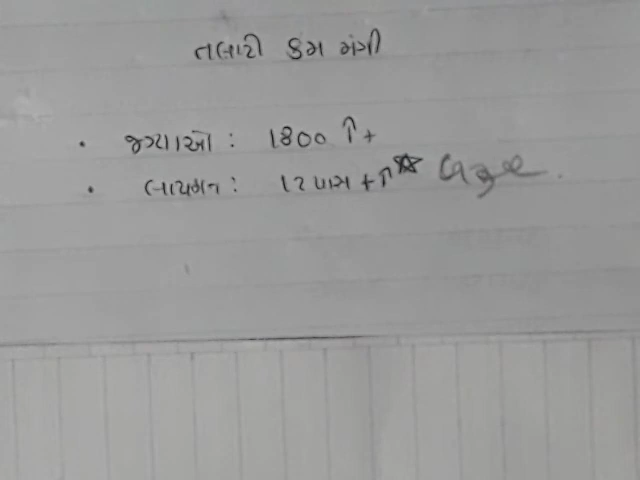 તલાટી કમ મંત્રી
• જગ્યાઓ : 1800 ↑ +
• લાયકાત : 12 પાસ + ↑ ☆